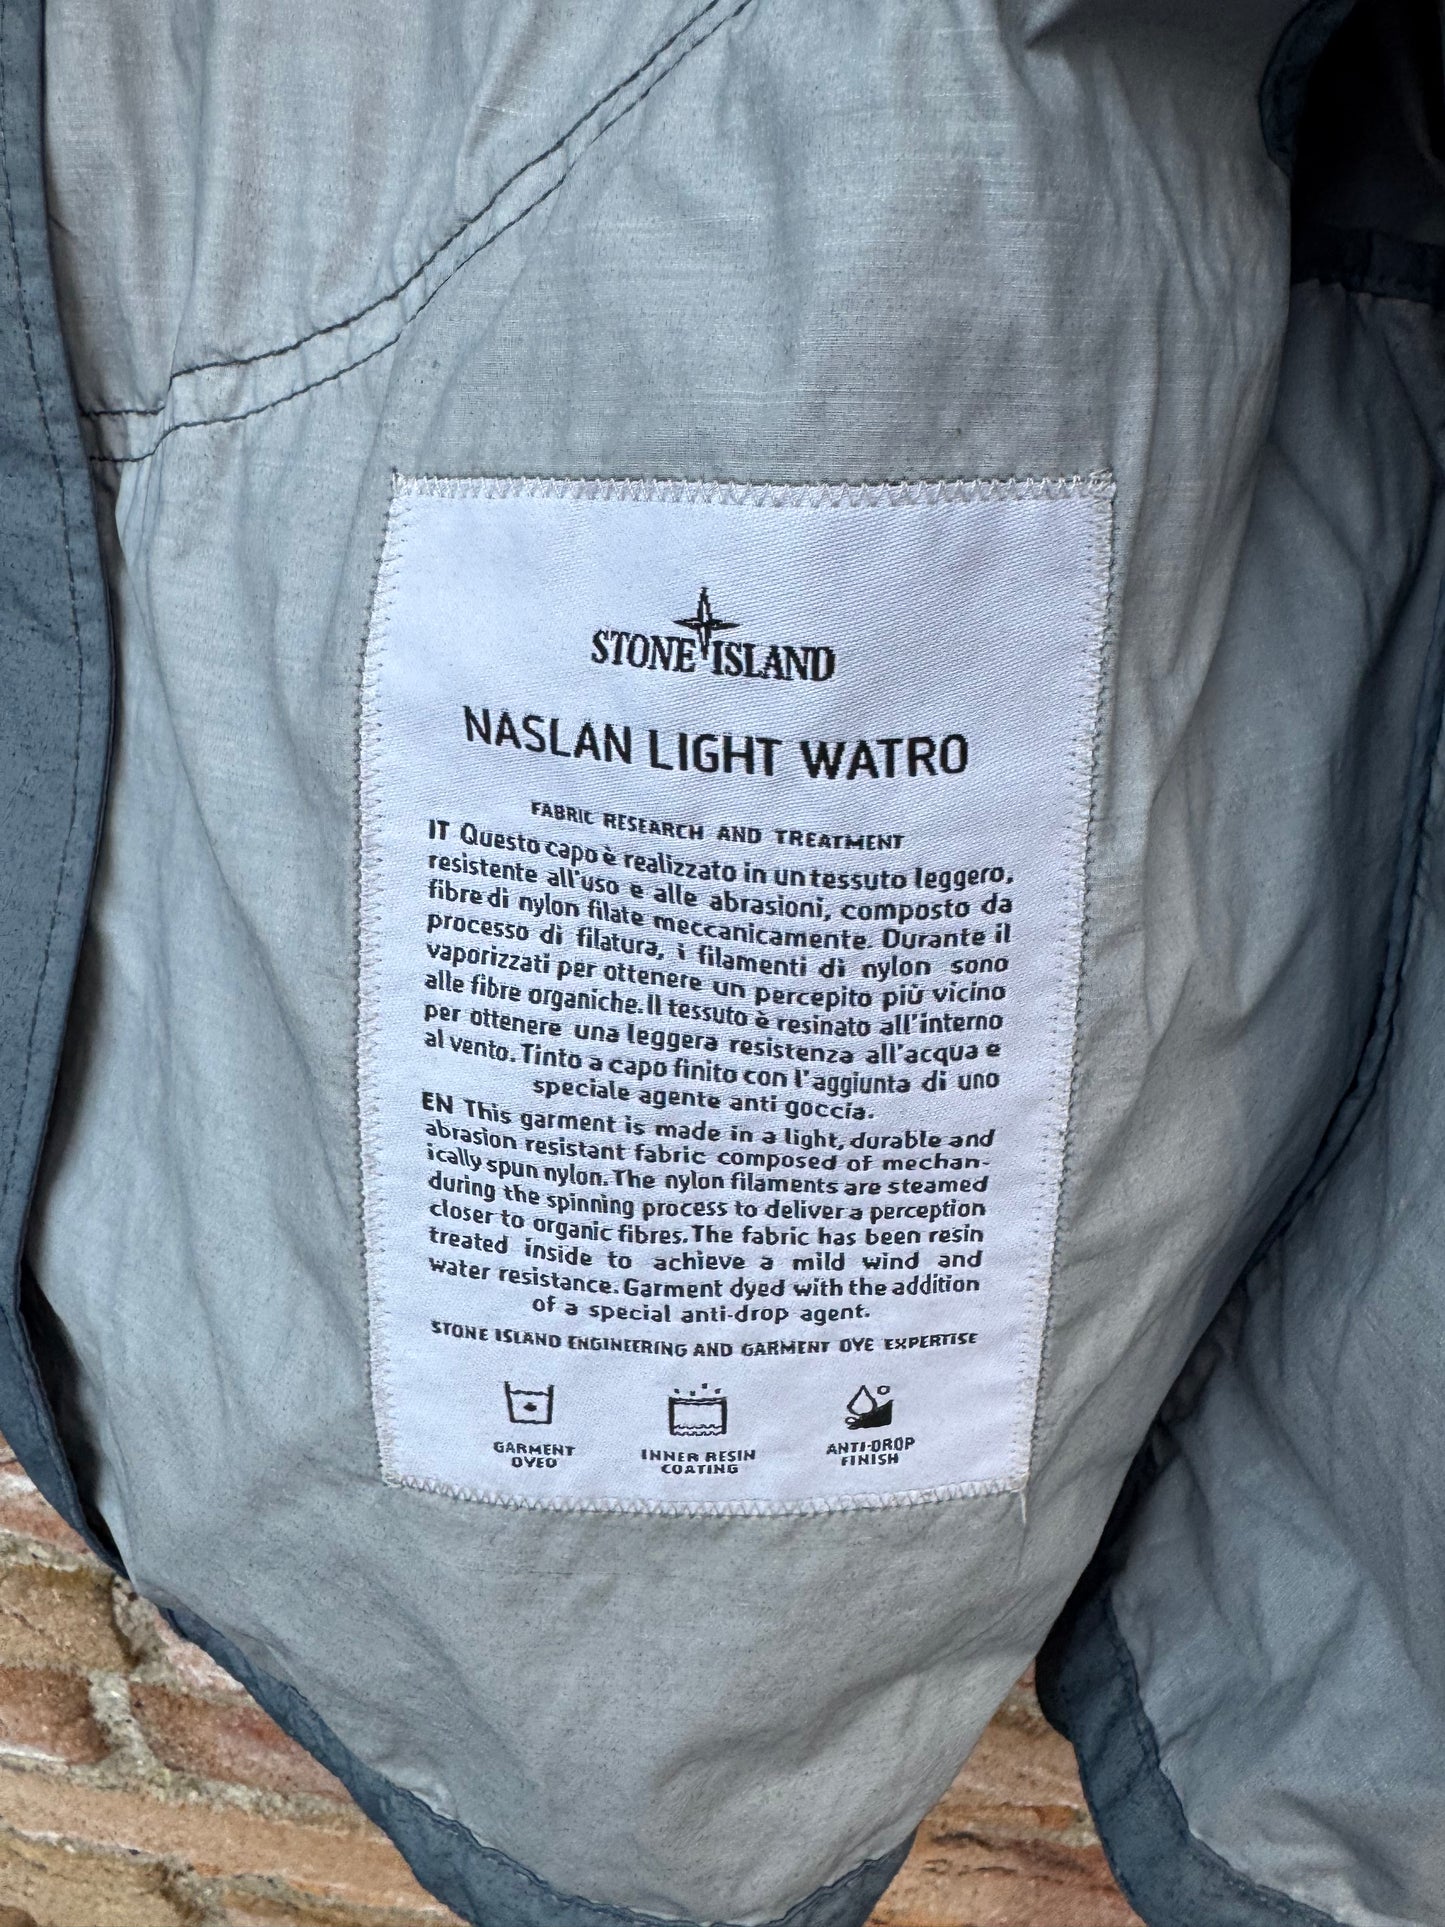 STONE ISLAND
NASLAN LIGHT WATRO
FABRIC RESEARCH AND TREATMENT
IT Questo capo è realizzato in un tessuto leggero,
resistente all'uso e alle abrasioni, composto da
fibre di nylon filate meccanicamente. Durante il
processo di filatura, i filamenti di nylon sono
vaporizzati per ottenere un percepito più vicino
alle fibre organiche. Il tessuto è resinato all'interno
per ottenere una leggera resistenza all'acqua e
al vento. Tinto a capo finito con l'aggiunta di uno
speciale agente anti goccia.
EN This garment is made in a light, durable and
abrasion resistant fabric composed of mechan-
ically spun nylon. The nylon filaments are steamed
during the spinning process to deliver a perception
closer to organic fibres. The fabric has been resin
treated inside to achieve a mild wind and
water resistance. Garment dyed with the addition
of a special anti-drop agent.
STONE ISLAND ENGINEERING AND GARMENT DYE EXPERTISE
GARMENT
DYED
INNER RESIN
COATING
ANTI-DROP
FINISH